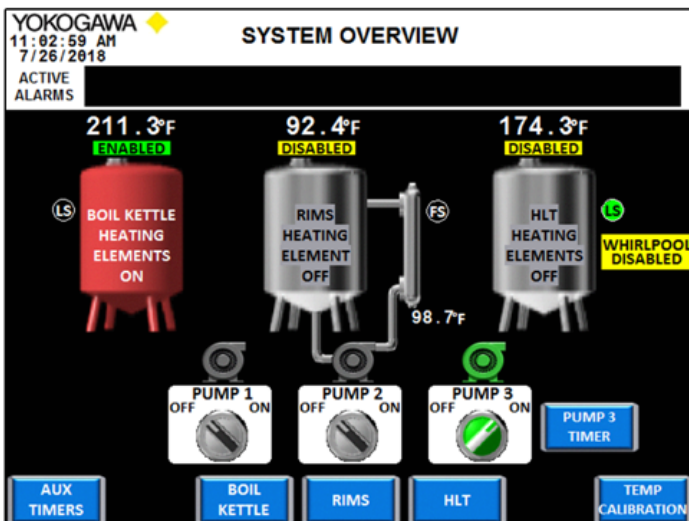 YOKOGAWA
SYSTEM OVERVIEW
11:02:59 AM
7/26/2018
ACTIVE
ALARMS
211.3°F
92.4°F
174.3°F
ENABLED
DISABLED
DISABLED
LS
BOIL KETTLE
HEATING
ELEMENTS
ON
RIMS
HEATING
ELEMENT
OFF
FS
HLT
HEATING
ELEMENTS
OFF
LS
WHIRLPOOL
DISABLED
98.7°F
PUMP 1
OFF ON
PUMP 2
OFF ON
PUMP 3
OFF ON
PUMP 3
TIMER
AUX
TIMERS
BOIL
KETTLE
RIMS
HLT
TEMP
CALIBRATION